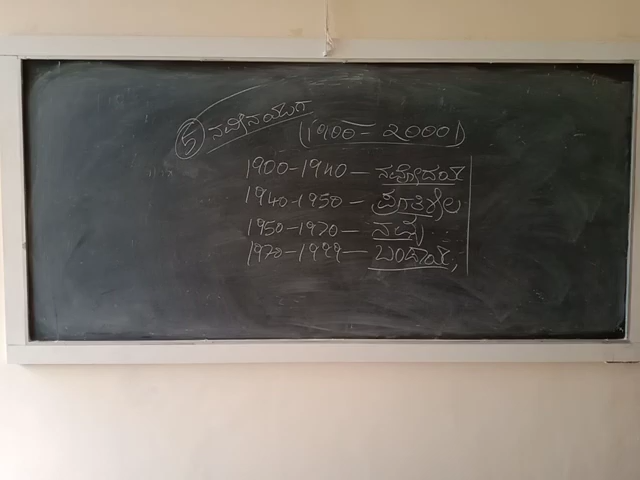 5 ನವೀನಯುಗ
(1900 - 2000)
1900-1940 - ನವೋದಯ
1940-1950 - ಪ್ರಗತಿಶೀಲ
1950-1970 - ನವ್ಯ
1970-1999 - ಬಂಡಾಯ,